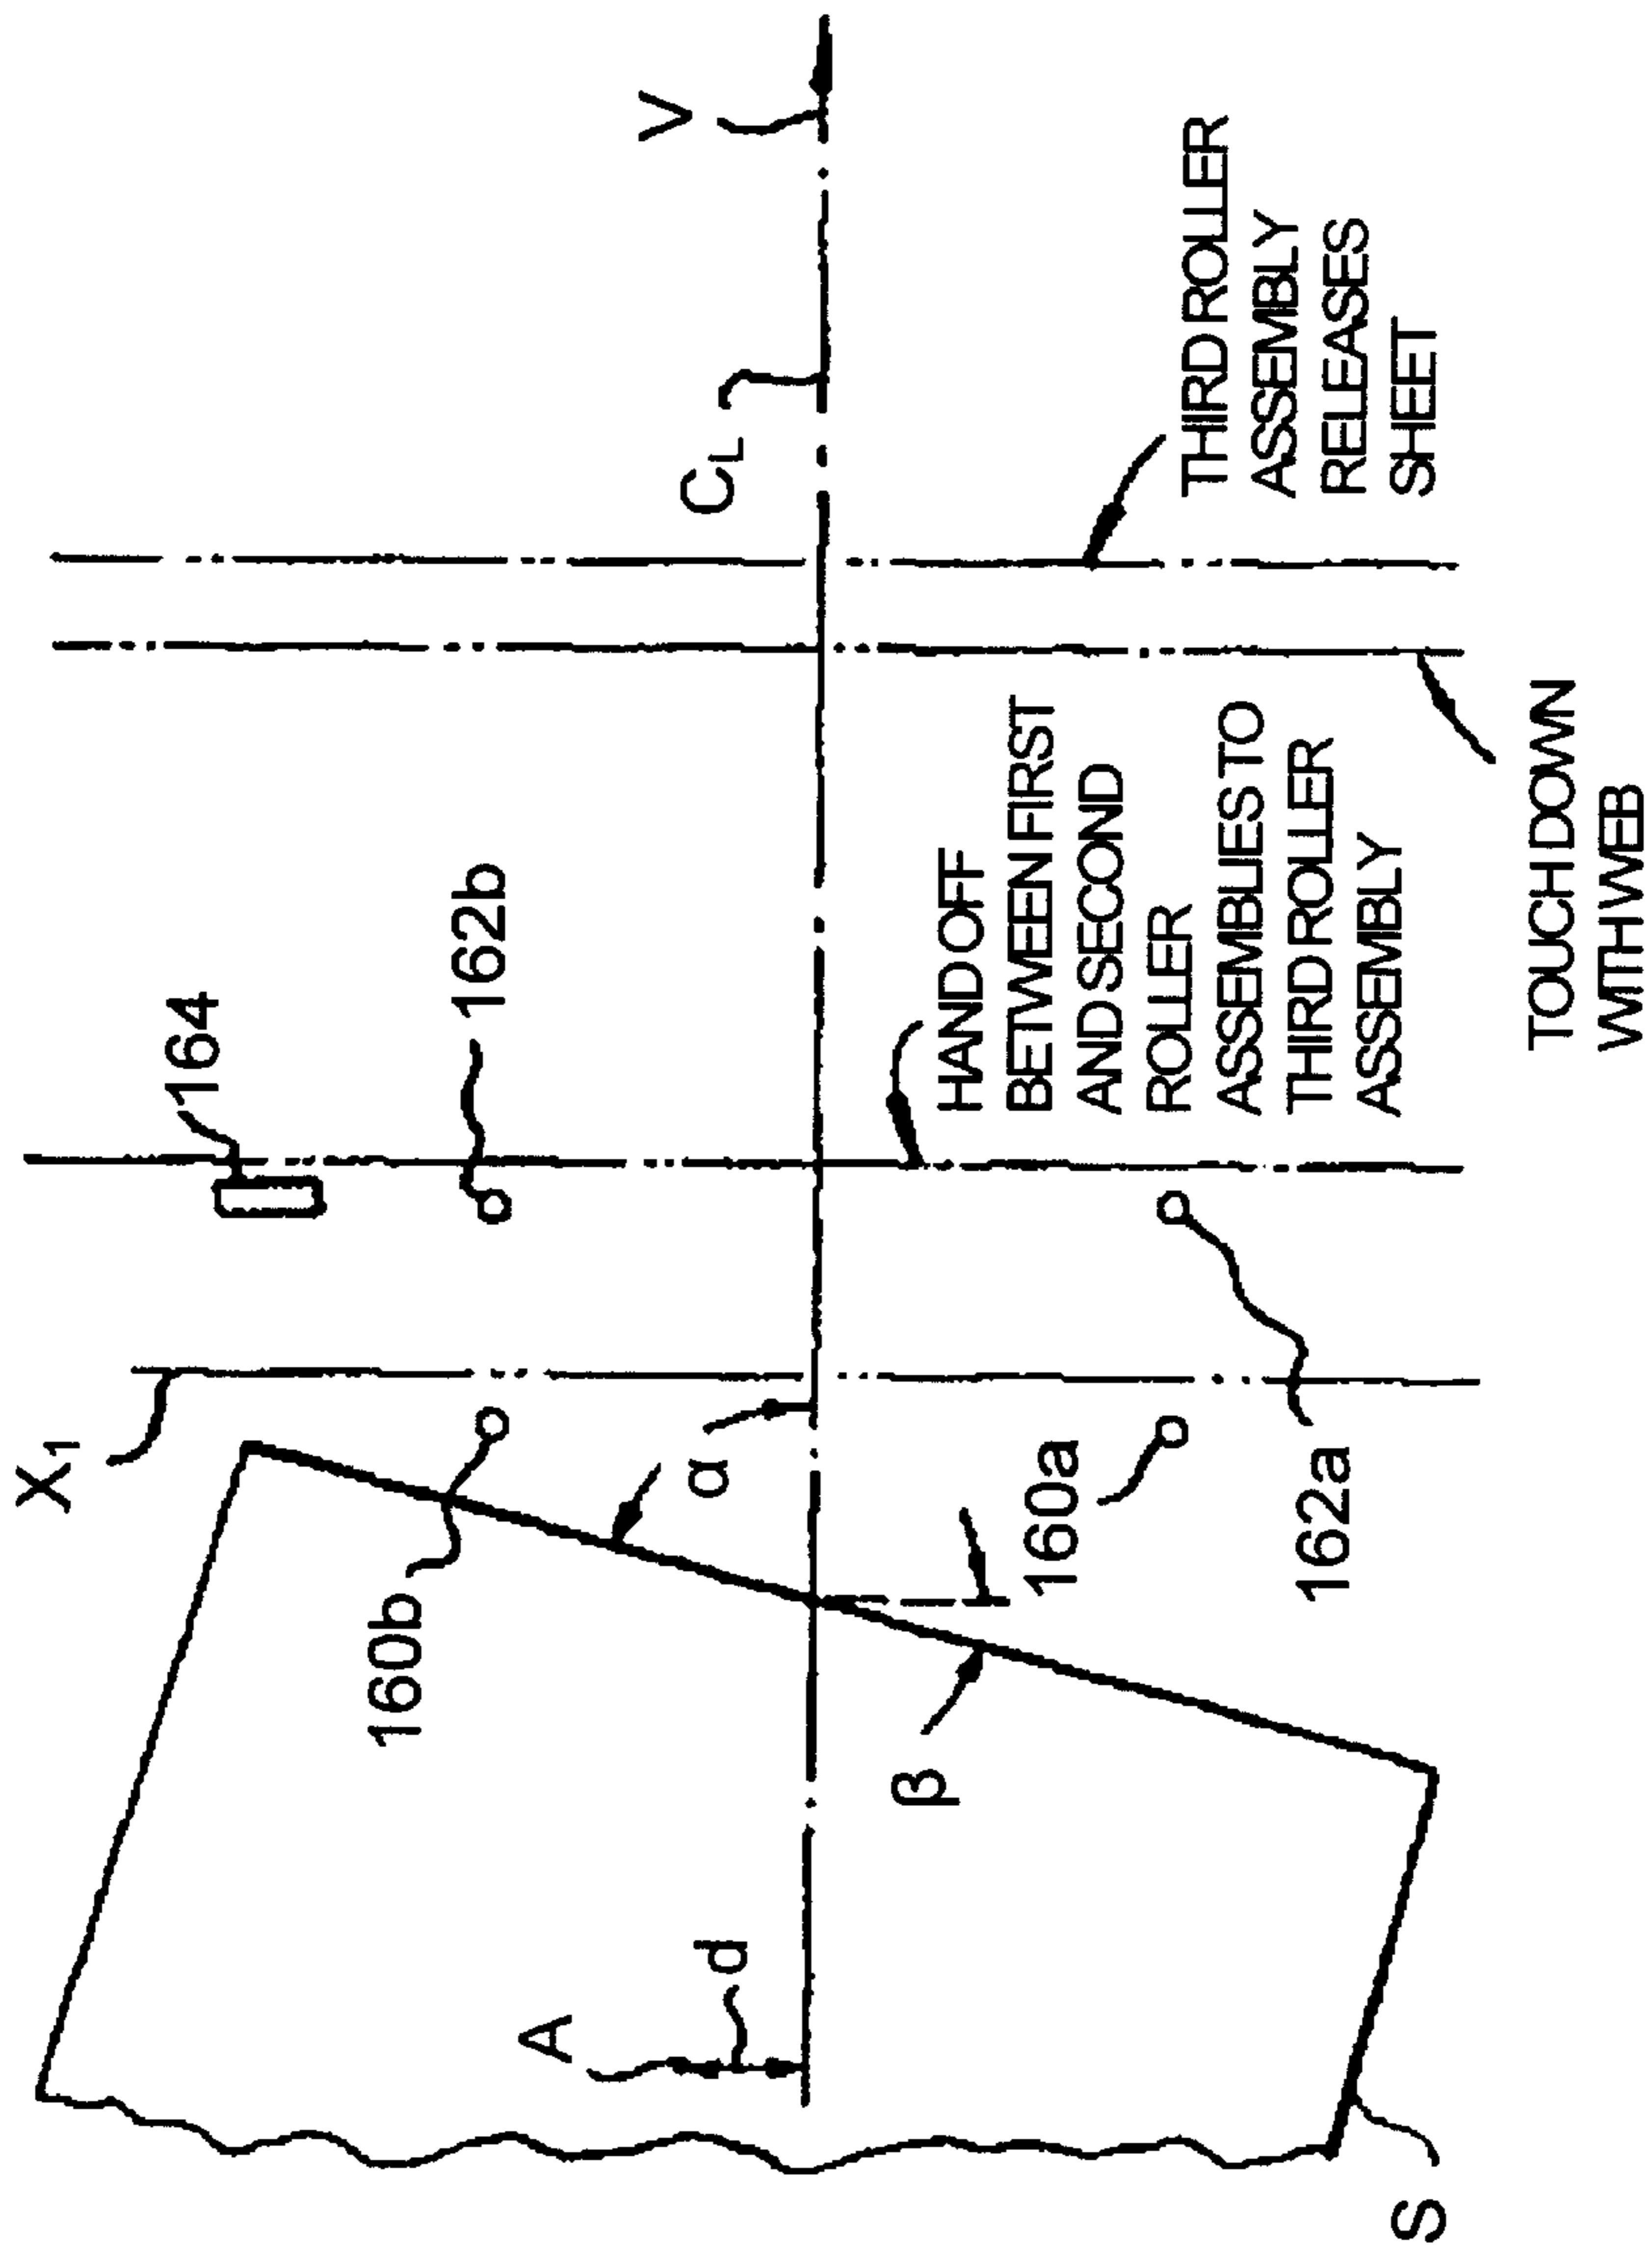 X1
164
160b
162b
A
V
CL
d
α
β
HAND OFF
BETWEEN FIRST
AND SECOND
ROLLER
ASSEMBLIES TO
THIRD ROLLER
ASSEMBLY
160a
THIRD ROLLER
ASSEMBLY
RELEASES
SHEET
162a
S
TOUCH DOWN
WITH WEB